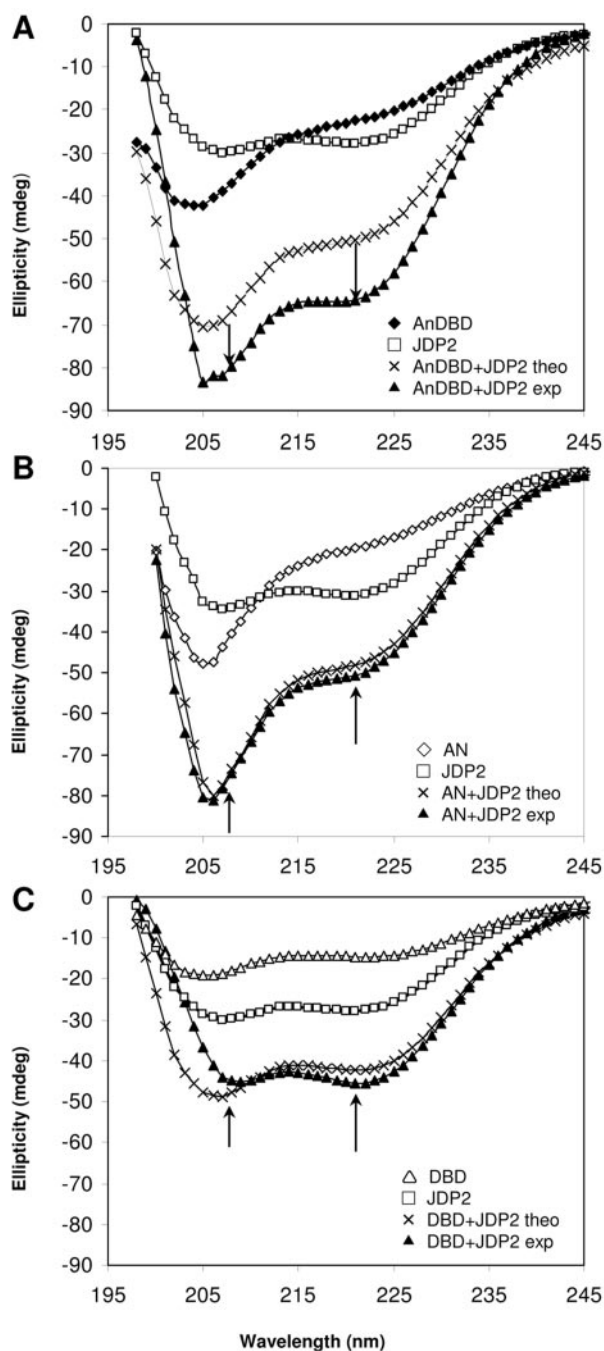 A
0
-10
-20
-30
-40
-50
-60
-70
-80
-90
Ellipticity (mdeg)
AnDBD
JDP2
AnDBD+JDP2 theo
AnDBD+JDP2 exp
195 205 215 225 235 245
B
0
-10
-20
-30
-40
-50
-60
-70
-80
-90
Ellipticity (mdeg)
AN
JDP2
AN+JDP2 theo
AN+JDP2 exp
195 205 215 225 235 245
C
0
-10
-20
-30
-40
-50
-60
-70
-80
-90
Ellipticity (mdeg)
DBD
JDP2
DBD+JDP2 theo
DBD+JDP2 exp
195 205 215 225 235 245
Wavelength (nm)